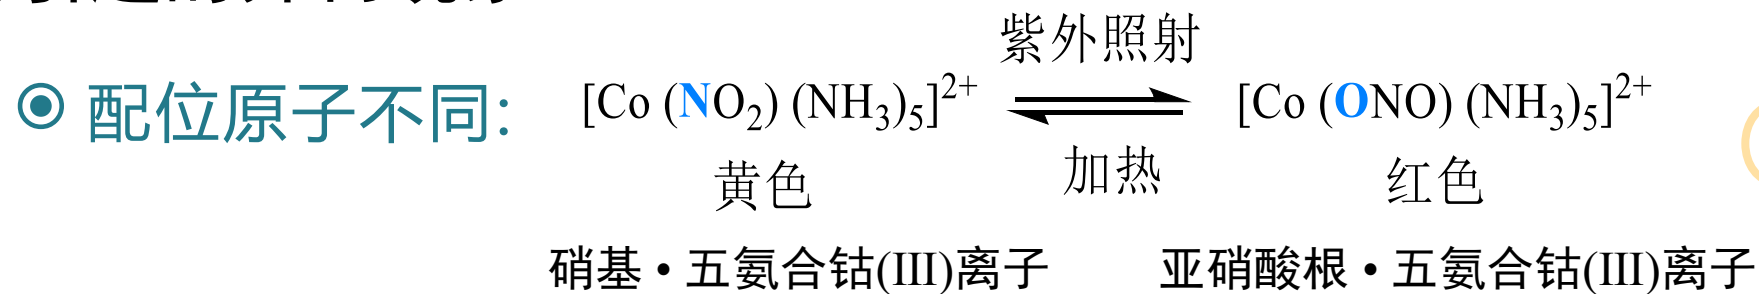 紫外照射
配位原子不同: [Co (NO₂) (NH₃)₅]²⁺ ⇌ [Co (ONO) (NH₃)₅]²⁺
加热
黄色 红色
硝基·五氨合钴(III)离子 亚硝酸根·五氨合钴(III)离子